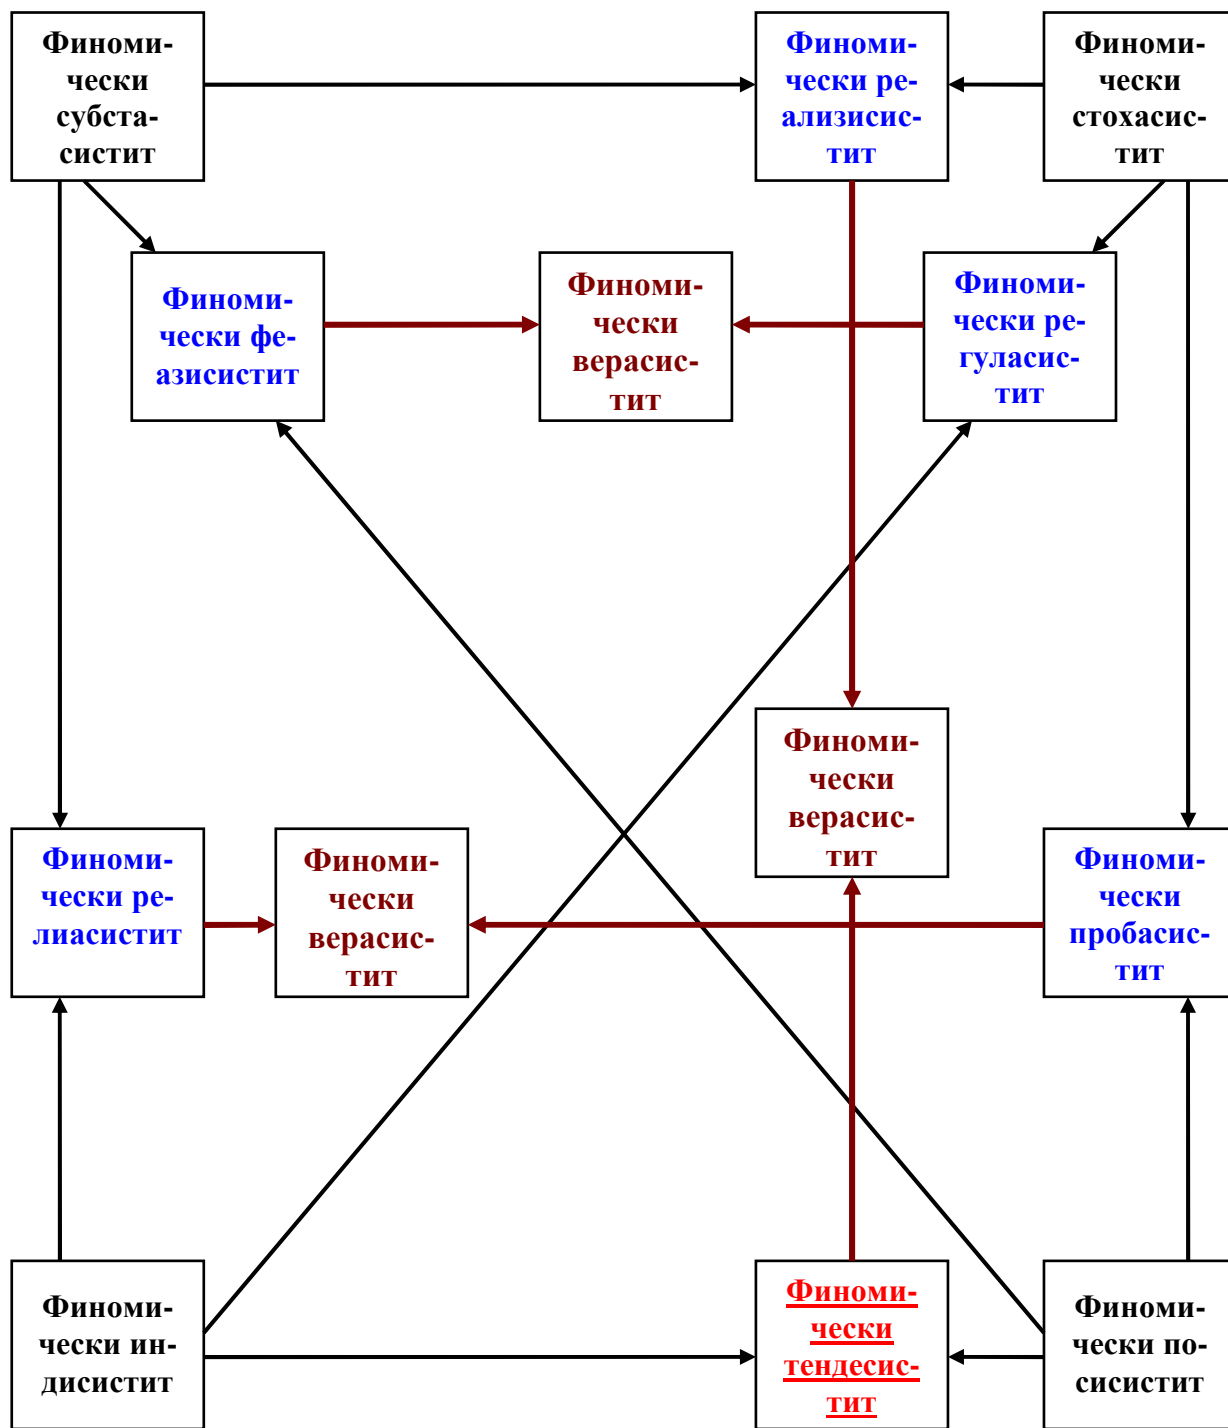 Финоми-
чески
субста-
систит
Финоми-
чески ре-
ализисис-
тит
Финоми-
чески
стохасис-
тит
Финоми-
чески фе-
азисистит
Финоми-
чески
верасис-
тит
Финоми-
чески ре-
гуласис-
тит
Финоми-
чески
верасис-
тит
Финоми-
чески ре-
лиасистит
Финоми-
чески
верасис-
тит
Финоми-
чески
пробасис-
тит
Финоми-
чески ин-
дисистит
Финоми-
чески
тендесис-
тит
Финоми-
чески по-
сисистит